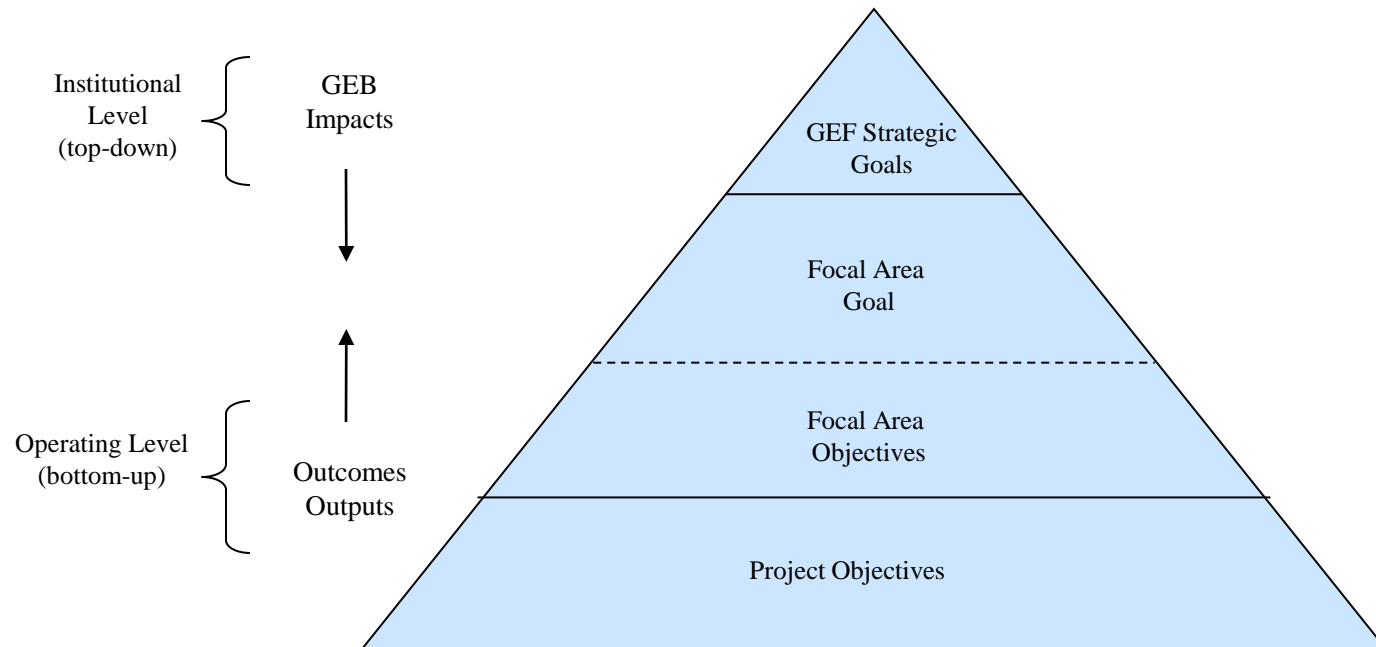 Institutional
Level
(top-down)
GEB
Impacts
GEF Strategic
Goals
Focal Area
Goal
Focal Area
Objectives
Operating Level
(bottom-up)
Outcomes
Outputs
Project Objectives